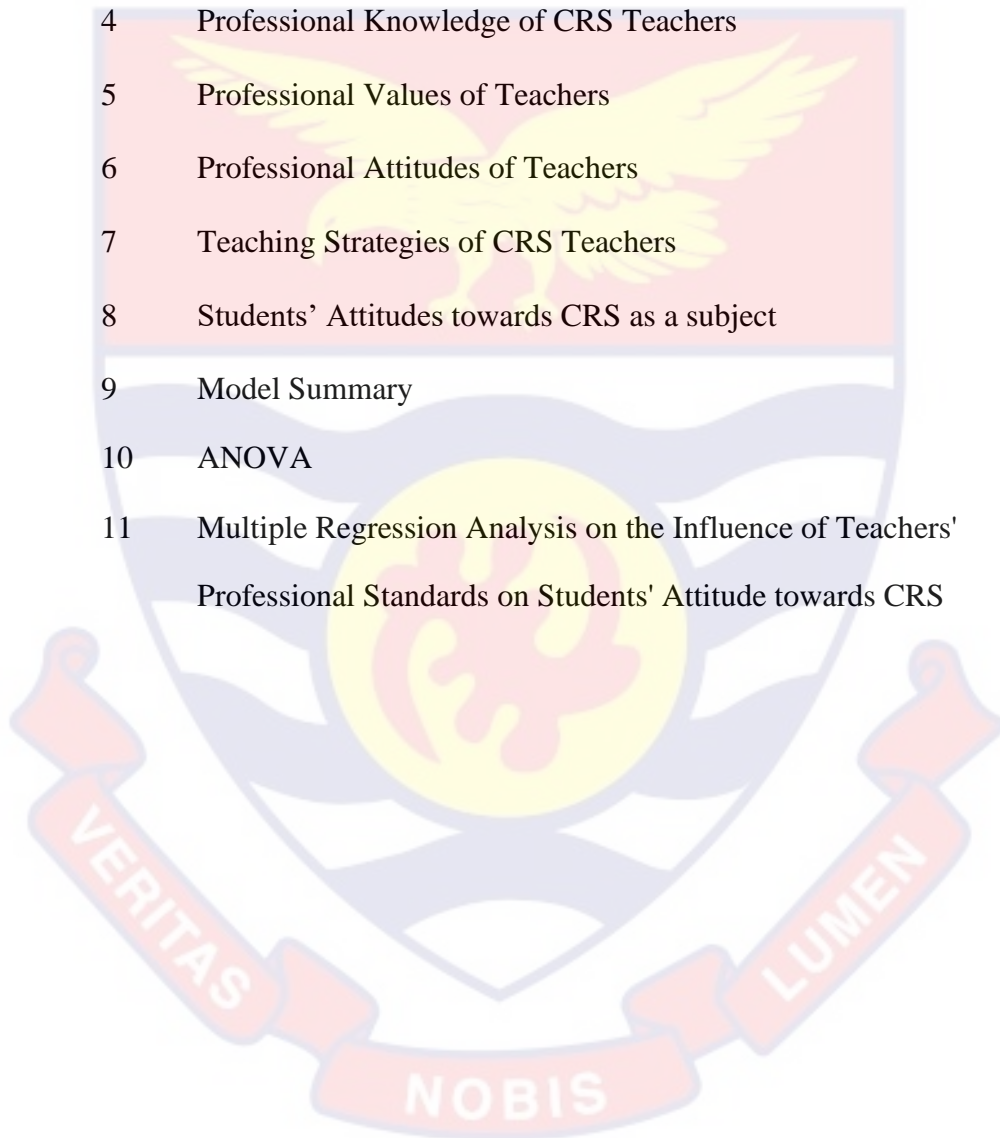 4 Professional Knowledge of CRS Teachers
5 Professional Values of Teachers
6 Professional Attitudes of Teachers
7 Teaching Strategies of CRS Teachers
8 Students’ Attitudes towards CRS as a subject
9 Model Summary
10 ANOVA
11 Multiple Regression Analysis on the Influence of Teachers'
Professional Standards on Students' Attitude towards CRS
VERITAS
NOBIS
LUMEN